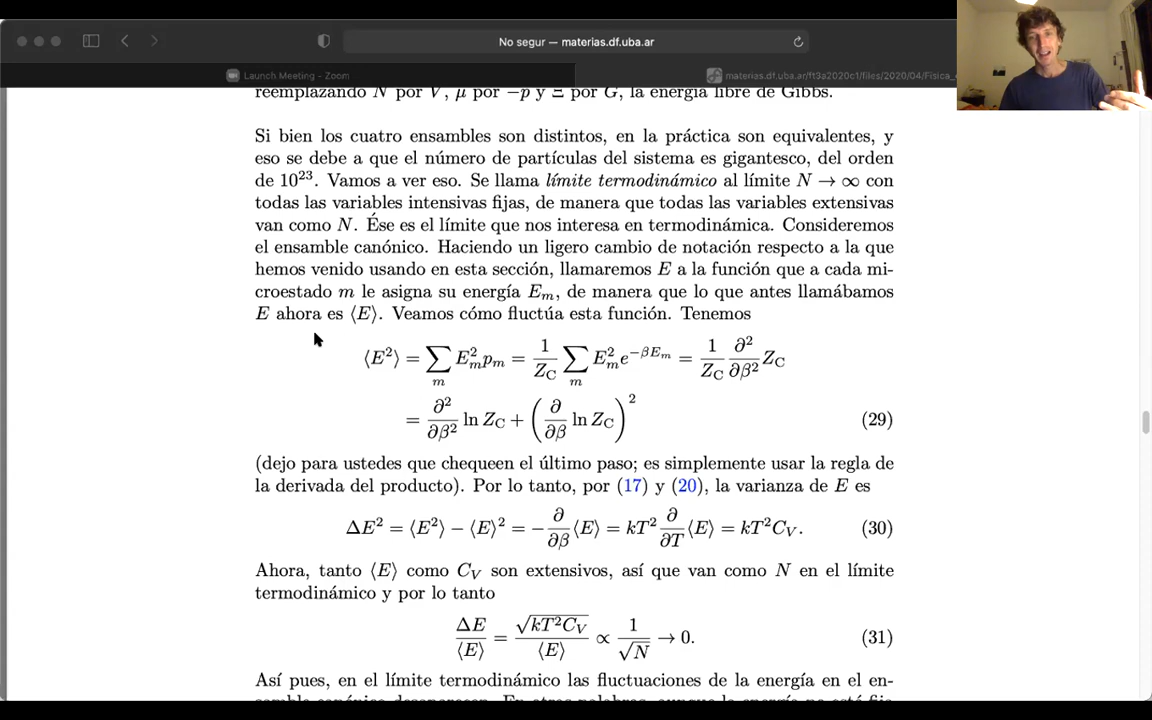 No segur — materias.df.uba.ar
Launch Meeting - Zoom
materias.df.uba.ar/ft3a2020c1/files/2020/04/Fisica_
reemplazando N por V, μ por −p y Ξ por G, la energía libre de Gibbs.
Si bien los cuatro ensambles son distintos, en la práctica son equivalentes, y
eso se debe a que el número de partículas del sistema es gigantesco, del orden
de 10²³. Vamos a ver eso. Se llama límite termodinámico al límite N → ∞ con
todas las variables intensivas fijas, de manera que todas las variables extensivas
van como N. Ése es el límite que nos interesa en termodinámica. Consideremos
el ensamble canónico. Haciendo un ligero cambio de notación respecto a la que
hemos venido usando en esta sección, llamaremos E a la función que a cada mi-
croestado m le asigna su energía E_m, de manera que lo que antes llamábamos
E ahora es ⟨E⟩. Veamos cómo fluctúa esta función. Tenemos
⟨E²⟩ = ∑_m E_m² p_m = 1/Z_C ∑_m E_m² e^{−βE_m} = 1/Z_C ∂²/∂β² Z_C
= ∂²/∂β² ln Z_C + (∂/∂β ln Z_C)² (29)
(dejo para ustedes que chequeen el último paso; es simplemente usar la regla de
la derivada del producto). Por lo tanto, por (17) y (20), la varianza de E es
ΔE² = ⟨E²⟩ − ⟨E⟩² = −∂/∂β ⟨E⟩ = kT² ∂/∂T ⟨E⟩ = kT²C_V. (30)
Ahora, tanto ⟨E⟩ como C_V son extensivos, así que van como N en el límite
termodinámico y por lo tanto
ΔE/⟨E⟩ = √(kT²C_V)/⟨E⟩ ∝ 1/√N → 0. (31)
Así pues, en el límite termodinámico las fluctuaciones de la energía en el en-